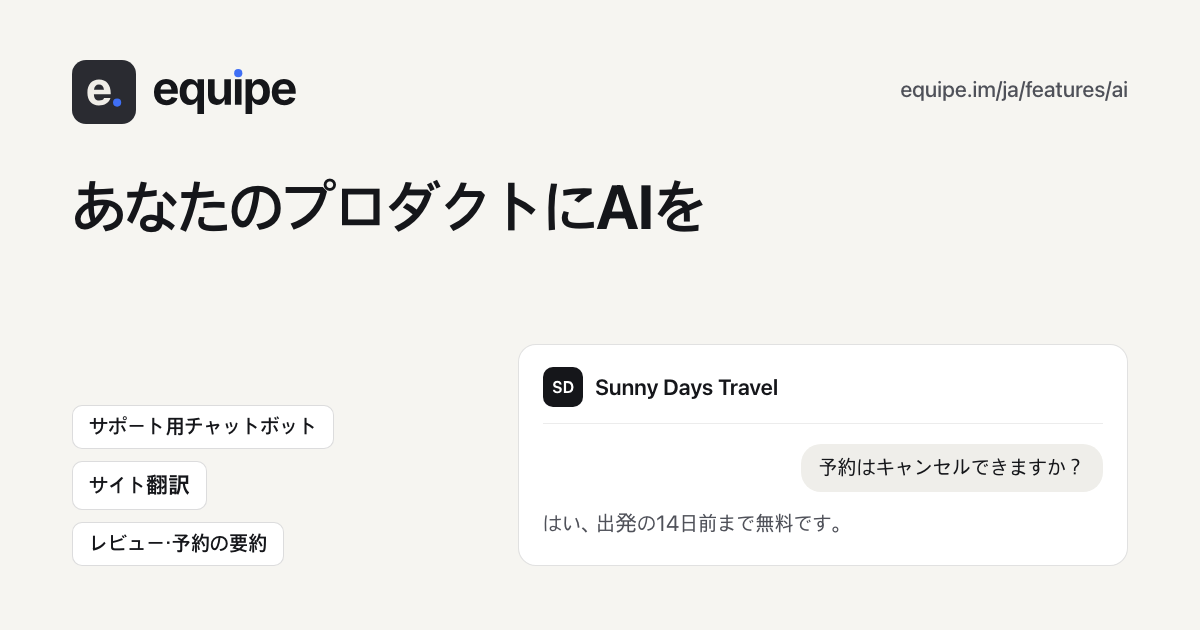 e. equipe
equipe.im/ja/features/ai
あなたのプロダクトにAIを
サポート用チャットボット
サイト翻訳
レビュー·予約の要約
SD Sunny Days Travel
予約はキャンセルできますか？
はい、出発の14日前まで無料です。